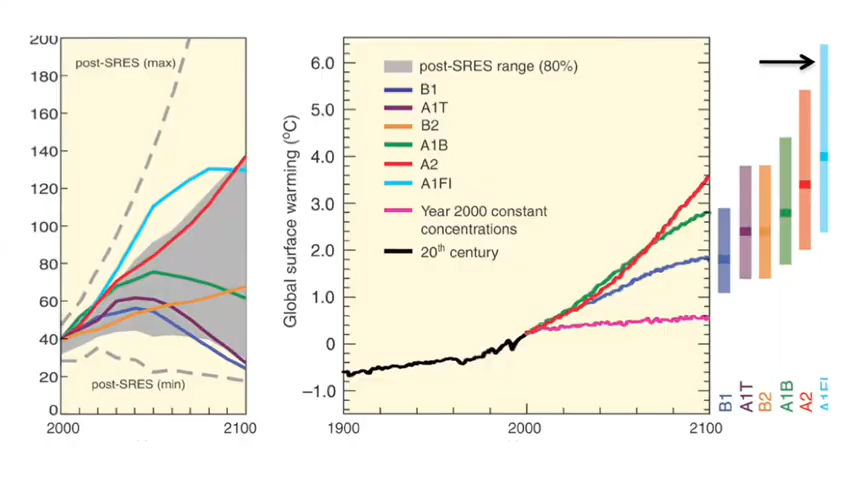 200
180
160
140
120
100
80
60
40
20
0
2000
2100
post-SRES (max)
post-SRES (min)
Global surface warming (°C)
6.0
5.0
4.0
3.0
2.0
1.0
0
–1.0
1900
2000
2100
post-SRES range (80%)
B1
A1T
B2
A1B
A2
A1FI
Year 2000 constant
concentrations
20th century
B1
A1T
B2
A1B
A2
A1FI